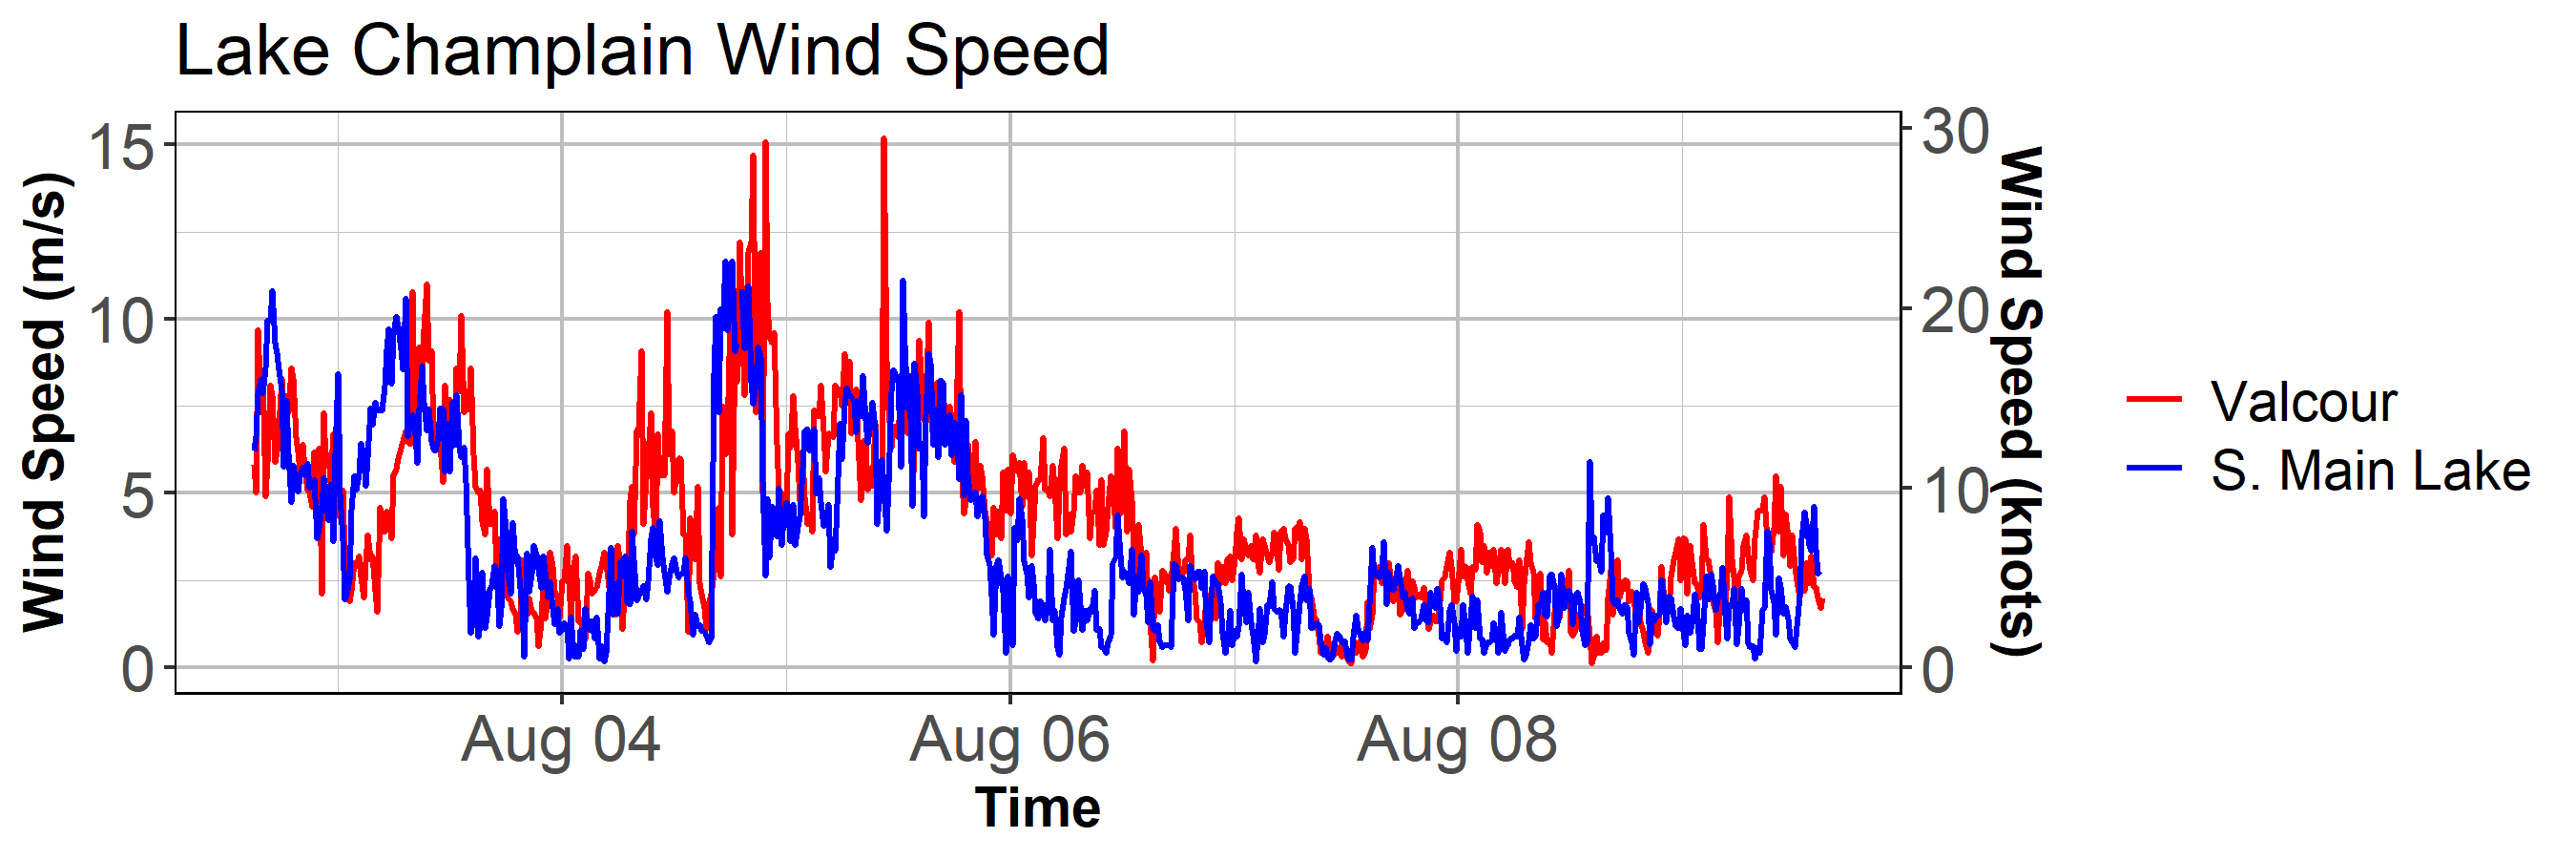 Lake Champlain Wind Speed
Wind Speed (m/s)
15
10
5
0
30
20
10
0
Wind Speed (knots)
Aug 04
Aug 06
Aug 08
Time
Valcour
S. Main Lake